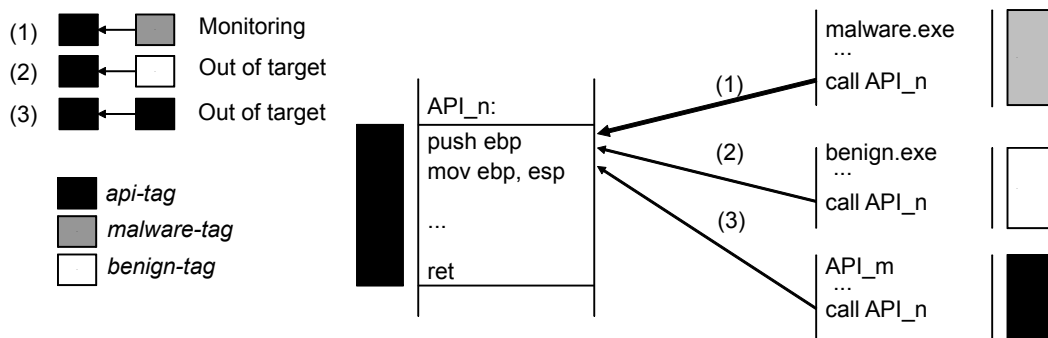 (1) Monitoring
(2) Out of target
(3) Out of target
api-tag
malware-tag
benign-tag
API_n:
push ebp
mov ebp, esp
...
ret
(1)
(2)
(3)
malware.exe
...
call API_n
benign.exe
...
call API_n
API_m
...
call API_n